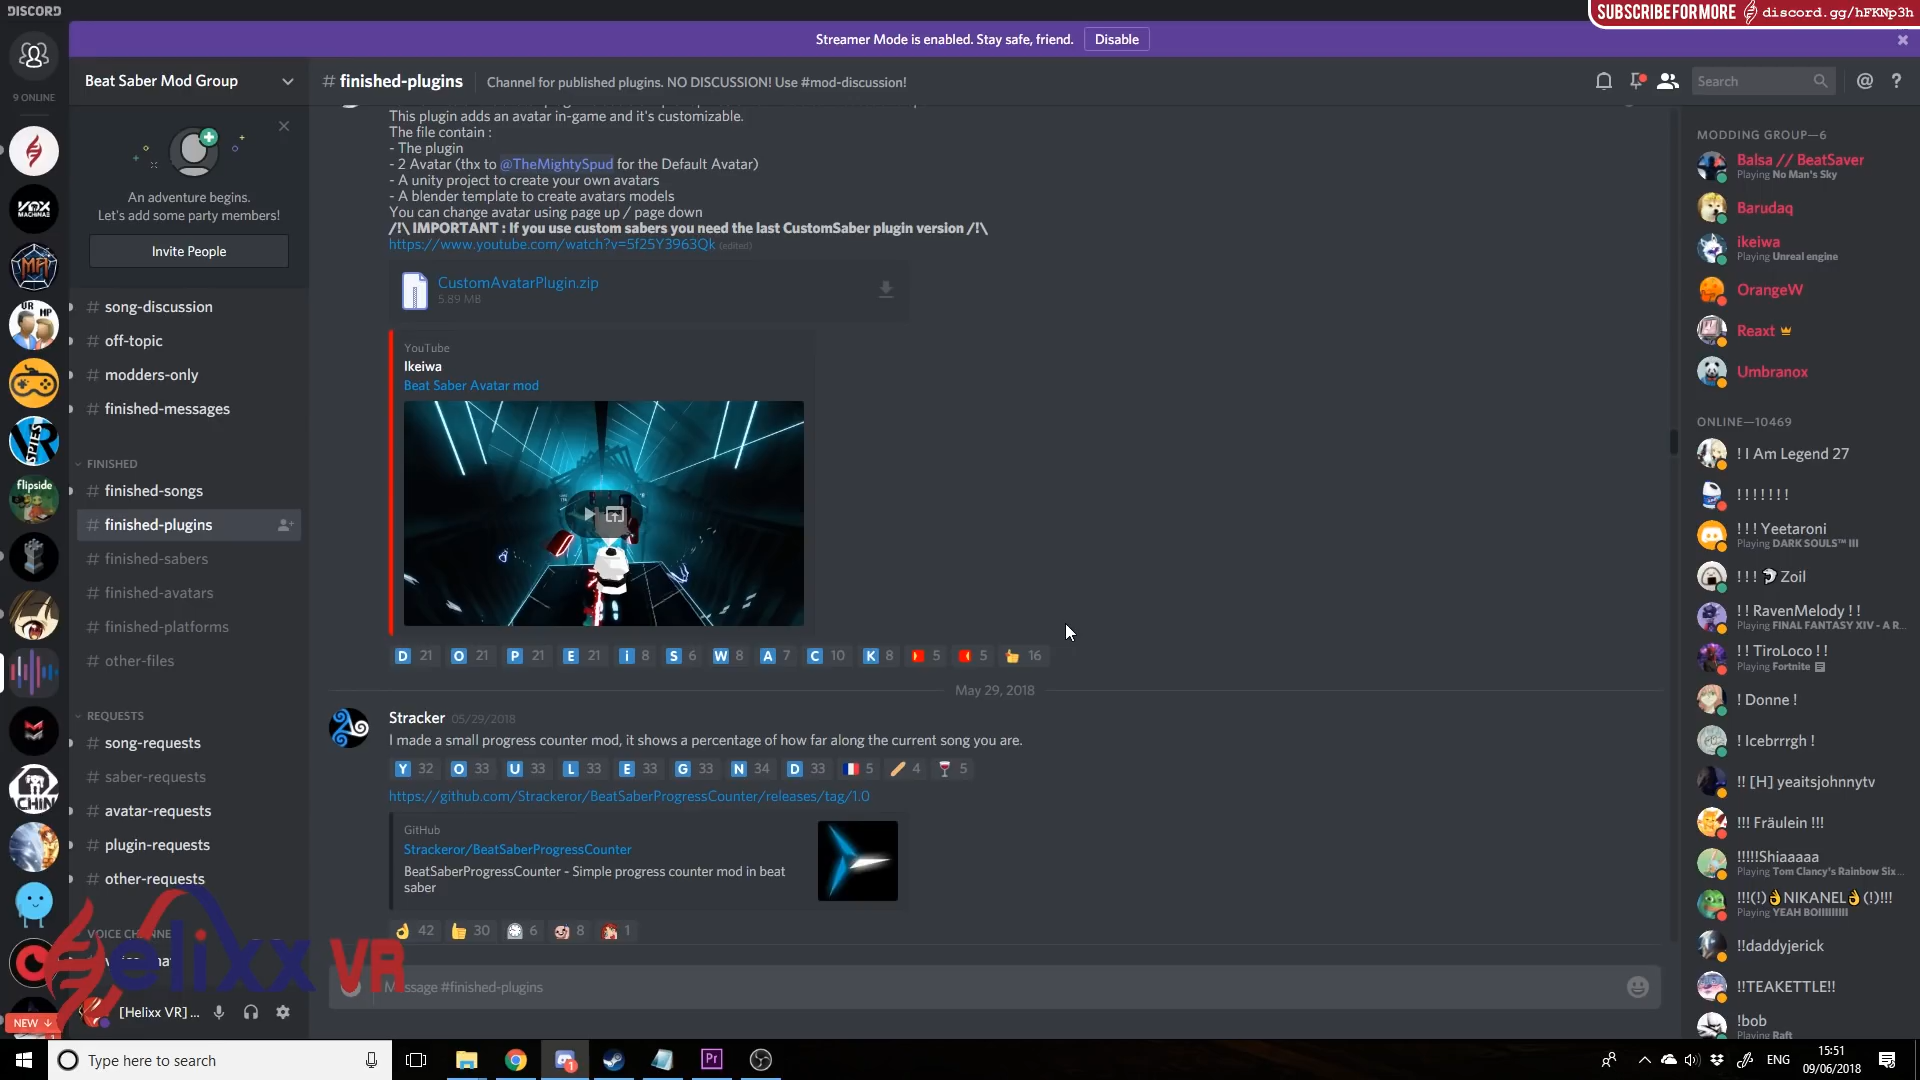 DISCORD
SUBSCRIBE FOR MORE discord.gg/hFKNp3h
Streamer Mode is enabled. Stay safe, friend. Disable
9 ONLINE
Beat Saber Mod Group
An adventure begins.
Let's add some party members!
Invite People
# song-discussion
# off-topic
# modders-only
# finished-messages
FINISHED
# finished-songs
# finished-plugins
# finished-sabers
# finished-avatars
# finished-platforms
# other-files
REQUESTS
# song-requests
# saber-requests
# avatar-requests
# plugin-requests
# other-requests
elixx VR
[Helixx VR] ...
NEW
flipside
# finished-plugins Channel for published plugins. NO DISCUSSION! Use #mod-discussion!
Search
This plugin adds an avatar in-game and it's customizable.
The file contain :
- The plugin
- 2 Avatar (thx to @TheMightySpud for the Default Avatar)
- A unity project to create your own avatars
- A blender template to create avatars models
You can change avatar using page up / page down
/!\ IMPORTANT : If you use custom sabers you need the last CustomSaber plugin version /!\
https://www.youtube.com/watch?v=5f25Y3963Qk (edited)
CustomAvatarPlugin.zip
5.89 MB
YouTube
Ikeiwa
Beat Saber Avatar mod
D 21 O 21 P 21 E 21 i 8 S 6 W 8 A 7 C 10 K 8 5 5 16
May 29, 2018
Stracker 05/29/2018
I made a small progress counter mod, it shows a percentage of how far along the current song you are.
Y 32 O 33 U 33 L 33 E 33 G 33 N 34 D 33 5 4 5
https://github.com/Strackeror/BeatSaberProgressCounter/releases/tag/1.0
GitHub
Strackeror/BeatSaberProgressCounter
BeatSaberProgressCounter - Simple progress counter mod in beat
saber
42 30 6 8 1
Message #finished-plugins
MODDING GROUP—6
Balsa // BeatSaver
Playing No Man's Sky
Barudaq
ikeiwa
Playing Unreal engine
OrangeW
Reaxt
Umbranox
ONLINE—10469
! I Am Legend 27
! ! ! ! ! ! !
! ! ! Yeetaroni
Playing DARK SOULS™ III
! ! ! Zoil
! ! RavenMelody ! !
Playing FINAL FANTASY XIV - A R...
! ! TiroLoco ! !
Playing Fortnite
! Donne !
! Icebrrrgh !
!! [H] yeaitsjohnnytv
!!! Fräulein !!!
!!!!!Shiaaaaa
Playing Tom Clancy's Rainbow Six ...
!!!(!)👌NIKANEL👌(!)!!!
Playing YEAH BOIIIIIIIIII
!!daddyjerick
!!TEAKETTLE!!
!bob
Playing Raft
Type here to search
Pr
ENG
15:51
09/06/2018